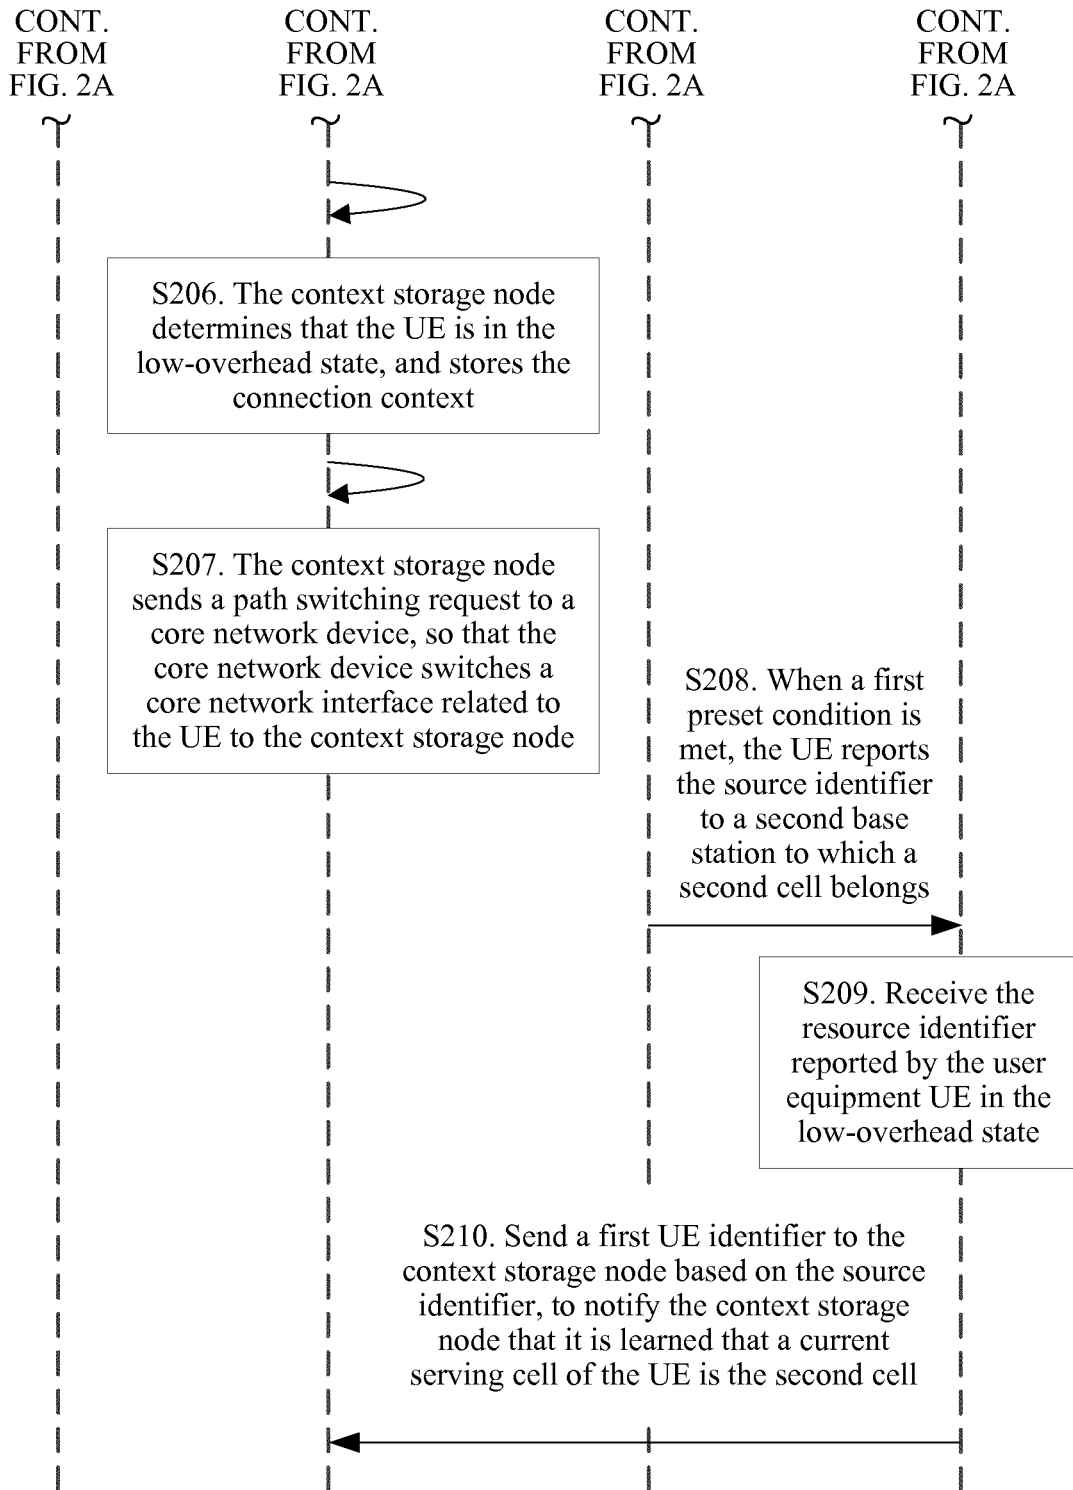 CONT.
FROM
FIG. 2A
CONT.
FROM
FIG. 2A
CONT.
FROM
FIG. 2A
CONT.
FROM
FIG. 2A
S206. The context storage node
determines that the UE is in the
low-overhead state, and stores the
connection context
S207. The context storage node
sends a path switching request to a
core network device, so that the
core network device switches a
core network interface related to
the UE to the context storage node
S208. When a first
preset condition is
met, the UE reports
the source identifier
to a second base
station to which a
second cell belongs
S209. Receive the
resource identifier
reported by the user
equipment UE in the
low-overhead state
S210. Send a first UE identifier to the
context storage node based on the source
identifier, to notify the context storage
node that it is learned that a current
serving cell of the UE is the second cell